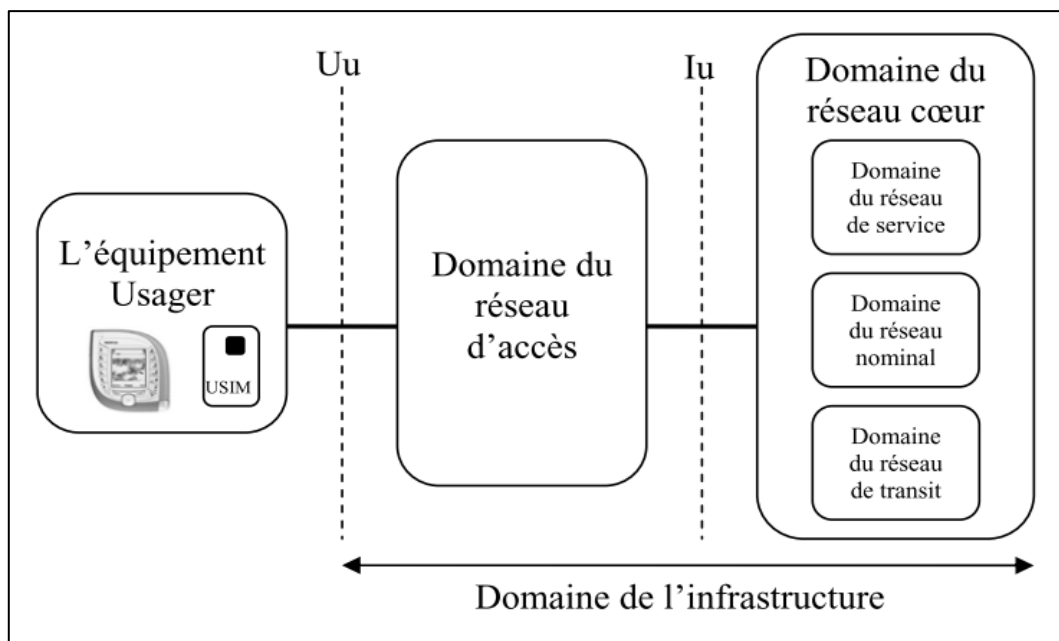 Uu
Iu
Domaine du
réseau cœur
Domaine
du réseau
de service
L'équipement
Usager
USIM
Domaine du
réseau
d'accès
Domaine
du réseau
nominal
Domaine
du réseau
de transit
Domaine de l'infrastructure